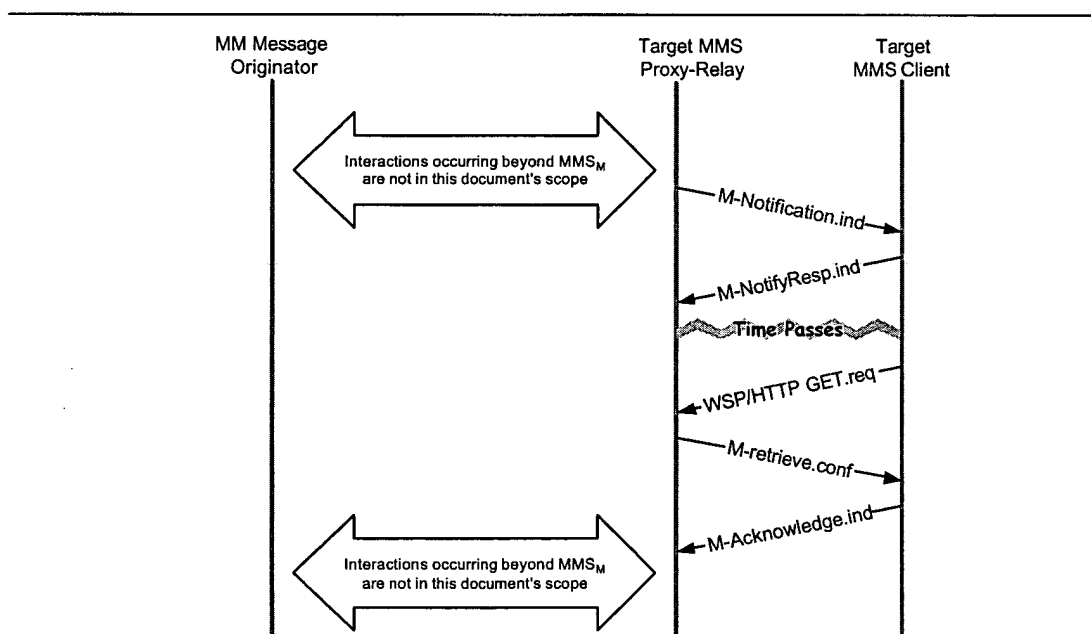 MM Message
Originator
Target MMS
Proxy-Relay
Target
MMS Client
Interactions occurring beyond MMSM
are not in this document's scope
M-Notification.ind
M-NotifyResp.ind
Time Passes
WSP/HTTP GET.req
M-retrieve.conf
M-Acknowledge.ind
Interactions occurring beyond MMSM
are not in this document's scope